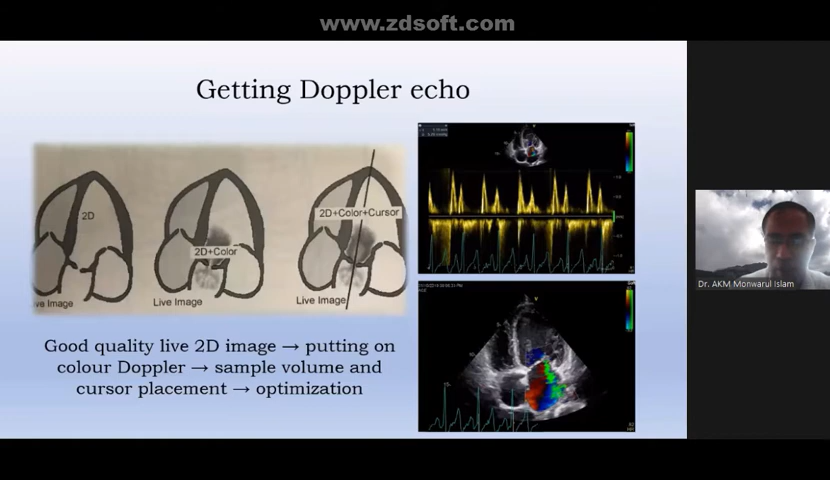 www.zdsoft.com
Getting Doppler echo
2D
2D+Color
2D+Color+Cursor
ve Image
Live Image
Live Image
Good quality live 2D image → putting on
colour Doppler → sample volume and
cursor placement → optimization
Dr. AKM Monwarul Islam